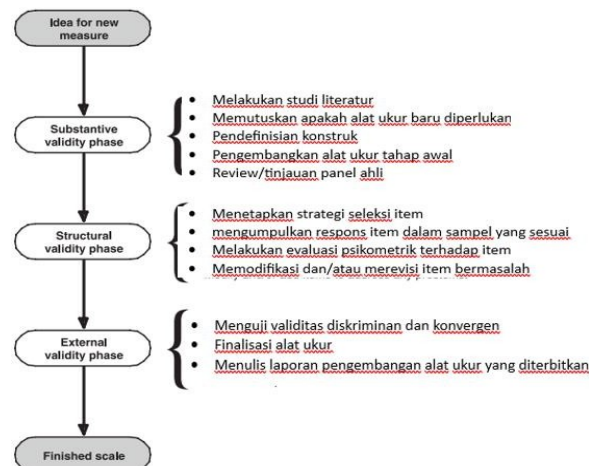 Idea for new
measure
Substantive
validity phase
• Melakukan studi literatur
• Memutuskan apakah alat ukur baru diperlukan
• Pendefinisian konstruk
• Pengembangkan alat ukur tahap awal
• Review/tinjauan panel ahli
Structural
validity phase
• Menetapkan strategi seleksi item
• mengumpulkan respons item dalam sampel yang sesuai
• Melakukan evaluasi psikometrik terhadap item
• Memodifikasi dan/atau merevisi item bermasalah
External
validity phase
• Menguji validitas diskriminan dan konvergen
• Finalisasi alat ukur
• Menulis laporan pengembangan alat ukur yang diterbitkan
Finished scale